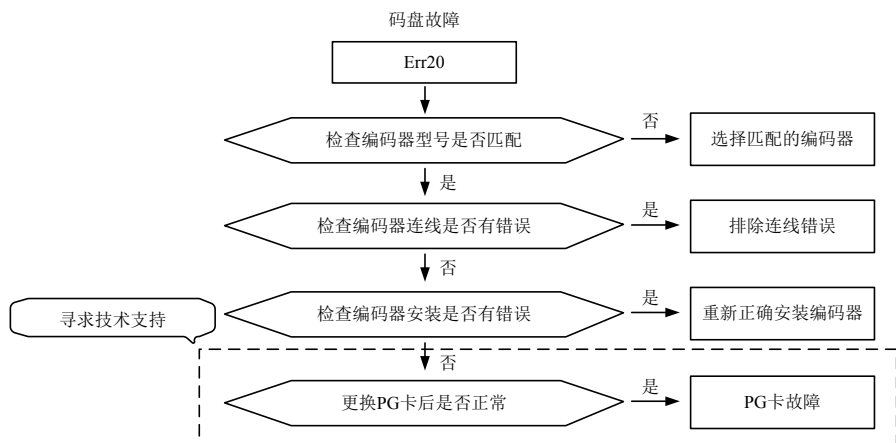 码盘故障
Err20
检查编码器型号是否匹配
否
选择匹配的编码器
是
检查编码器连线是否有错误
是
排除连线错误
否
寻求技术支持
检查编码器安装是否有错误
是
重新正确安装编码器
否
更换PG卡后是否正常
是
PG卡故障